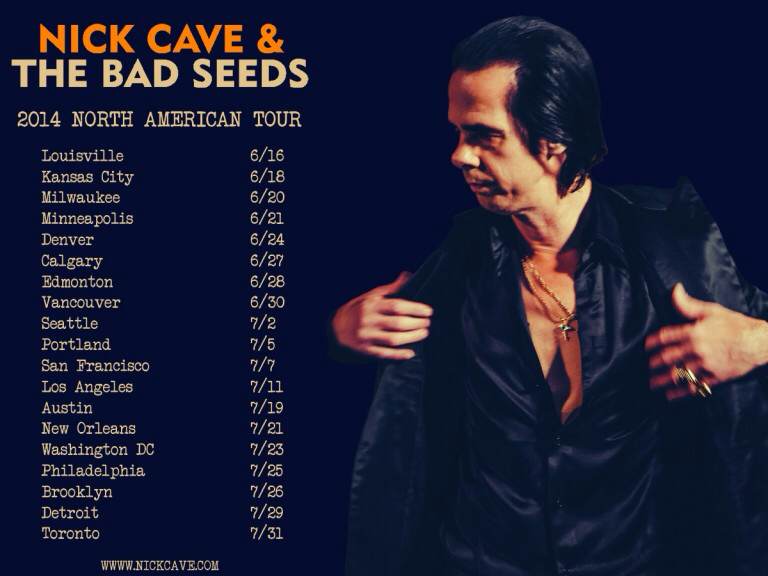 NICK CAVE &
THE BAD SEEDS
2014 NORTH AMERICAN TOUR
Louisville 6/16
Kansas City 6/18
Milwaukee 6/20
Minneapolis 6/21
Denver 6/24
Calgary 6/27
Edmonton 6/28
Vancouver 6/30
Seattle 7/2
Portland 7/5
San Francisco 7/7
Los Angeles 7/11
Austin 7/19
New Orleans 7/21
Washington DC 7/23
Philadelphia 7/25
Brooklyn 7/26
Detroit 7/29
Toronto 7/31
WWW.NICKCAVE.COM